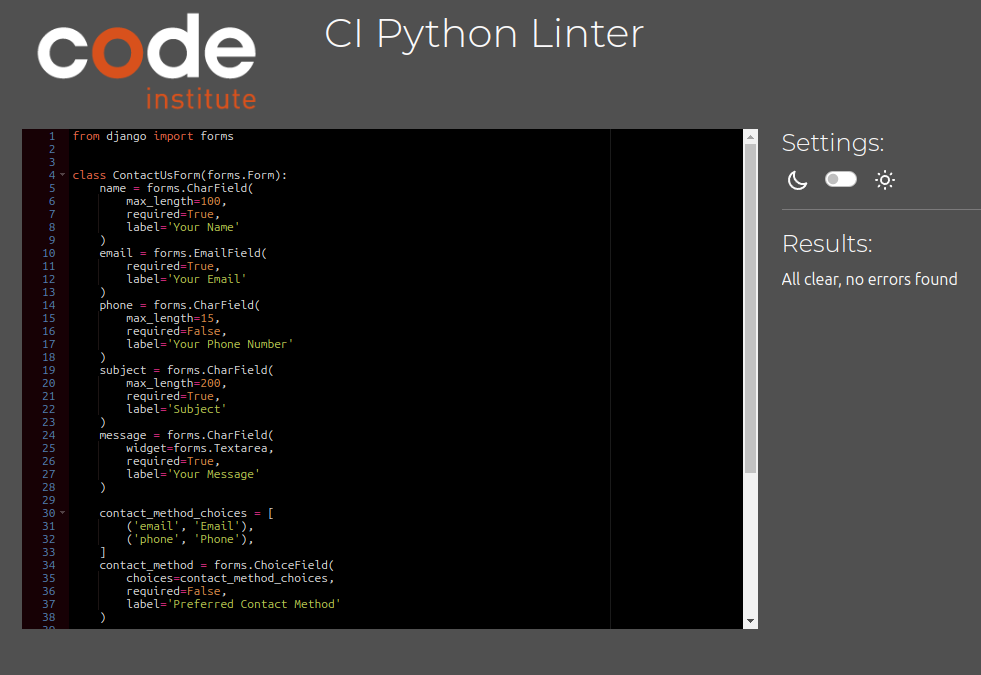 code
institute
CI Python Linter
1 from django import forms
2
3
4 class ContactUsForm(forms.Form):
5     name = forms.CharField(
6         max_length=100,
7         required=True,
8         label='Your Name'
9     )
10     email = forms.EmailField(
11         required=True,
12         label='Your Email'
13     )
14     phone = forms.CharField(
15         max_length=15,
16         required=False,
17         label='Your Phone Number'
18     )
19     subject = forms.CharField(
20         max_length=200,
21         required=True,
22         label='Subject'
23     )
24     message = forms.CharField(
25         widget=forms.Textarea,
26         required=True,
27         label='Your Message'
28     )
29
30     contact_method_choices = [
31         ('email', 'Email'),
32         ('phone', 'Phone'),
33     ]
34     contact_method = forms.ChoiceField(
35         choices=contact_method_choices,
36         required=False,
37         label='Preferred Contact Method'
38     )
39
Settings:
Results:
All clear, no errors found